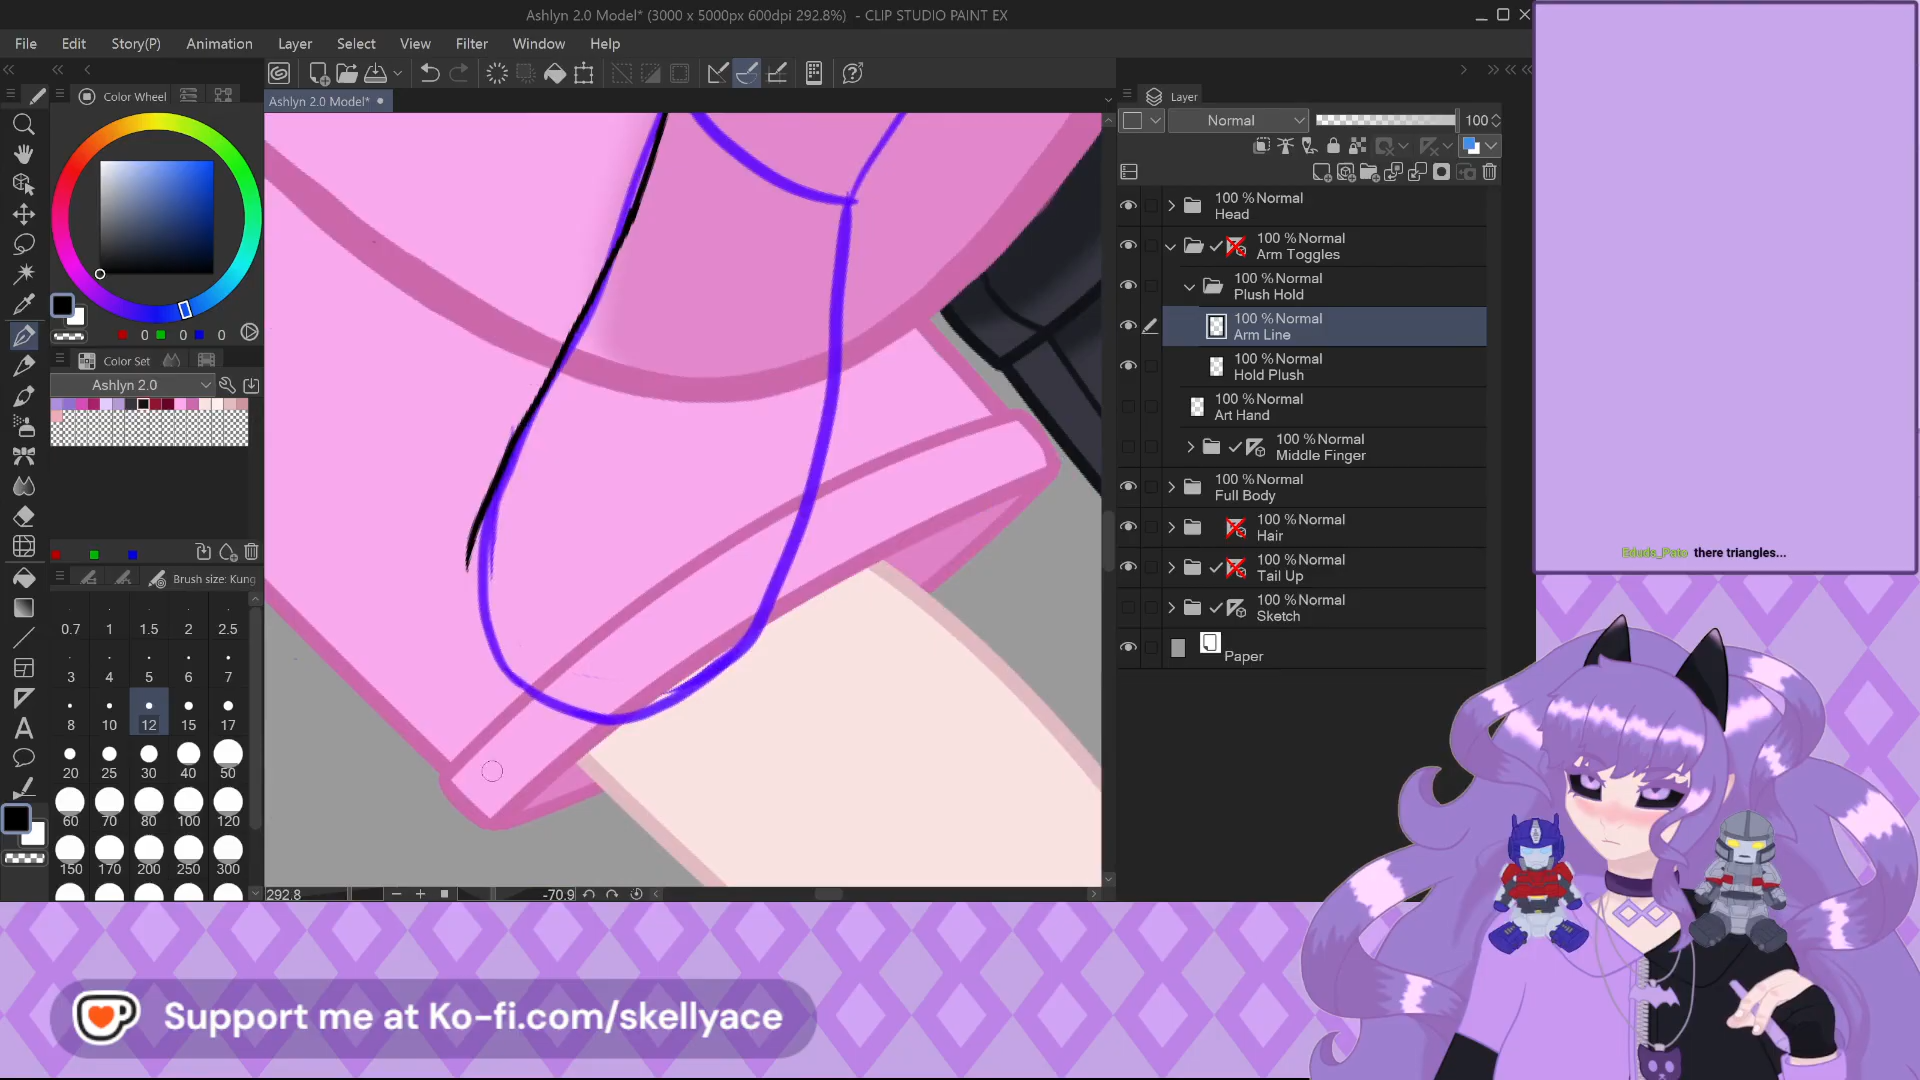 Ashlyn 2.0 Model* (3000 x 5000px 600dpi 292.8%) - CLIP STUDIO PAINT EX
File Edit Story(P) Animation Layer Select View Filter Window Help
Color Wheel
Ashlyn 2.0 Model*
Layer
Normal 100
100 %Normal
Head
100 %Normal
Arm Toggles
100 %Normal
Plush Hold
100 %Normal
Arm Line
100 %Normal
Hold Plush
100 %Normal
Art Hand
100 %Normal
Middle Finger
100 %Normal
Full Body
100 %Normal
Hair
100 %Normal
Tail Up
100 %Normal
Sketch
Paper
0 0 0
Color Set
Ashlyn 2.0
Brush size: Kung
0.7 1 1.5 2 2.5
3 4 5 6 7
8 10 12 15 17
20 25 30 40 50
60 70 80 100 120
150 170 200 250 300
292.8 -70.9
there triangles...
Support me at Ko-fi.com/skellyace